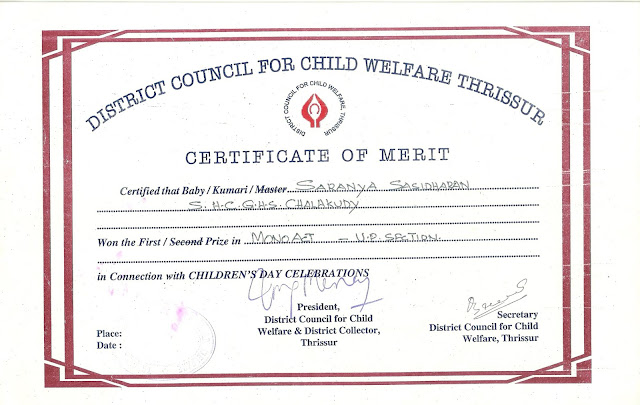 DISTRICT COUNCIL FOR CHILD WELFARE THRISSUR
DISTRICT COUNCIL FOR CHILD WELFARE, THRISSUR
CERTIFICATE OF MERIT
Certified that Baby / Kumari / Master SARANYA SASIDHARAN
S.H.C.G.H.S. CHALAKUDY
Won the First / Second Prize in MONOACT – U.P. SECTION.
in Connection with CHILDREN'S DAY CELEBRATIONS
President,
District Council for Child
Welfare & District Collector,
Thrissur
Secretary
District Council for Child
Welfare, Thrissur
Place:
Date :